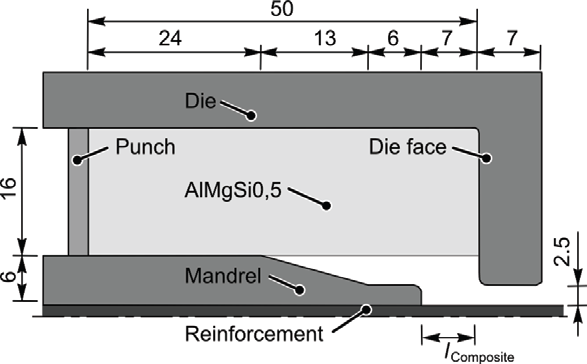 50
24 13 6 7 7
Die
Punch
Die face
16
AlMgSi0,5
2.5
6
Mandrel
Reinforcement
lComposite